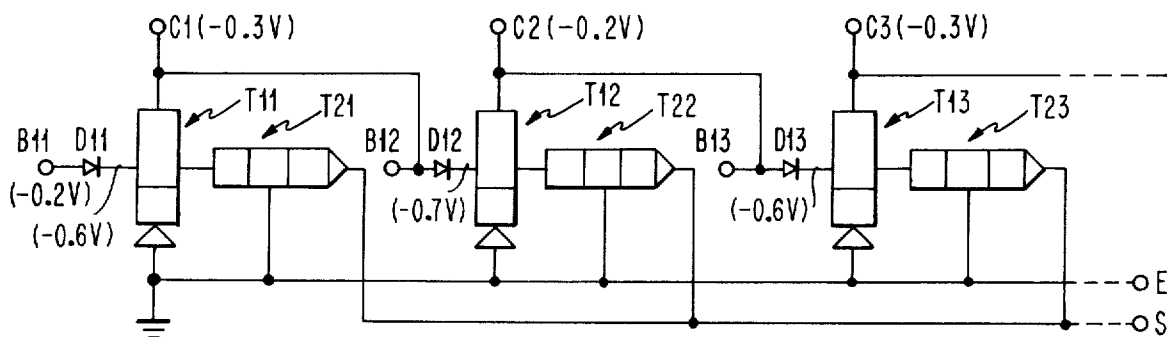 C1(-0.3V)
C2(-0.2V)
C3(-0.3V)
T11
T21
T12
T22
T13
T23
B11
D11
B12
D12
B13
D13
(-0.2V)
(-0.6V)
(-0.7V)
(-0.6V)
E
S